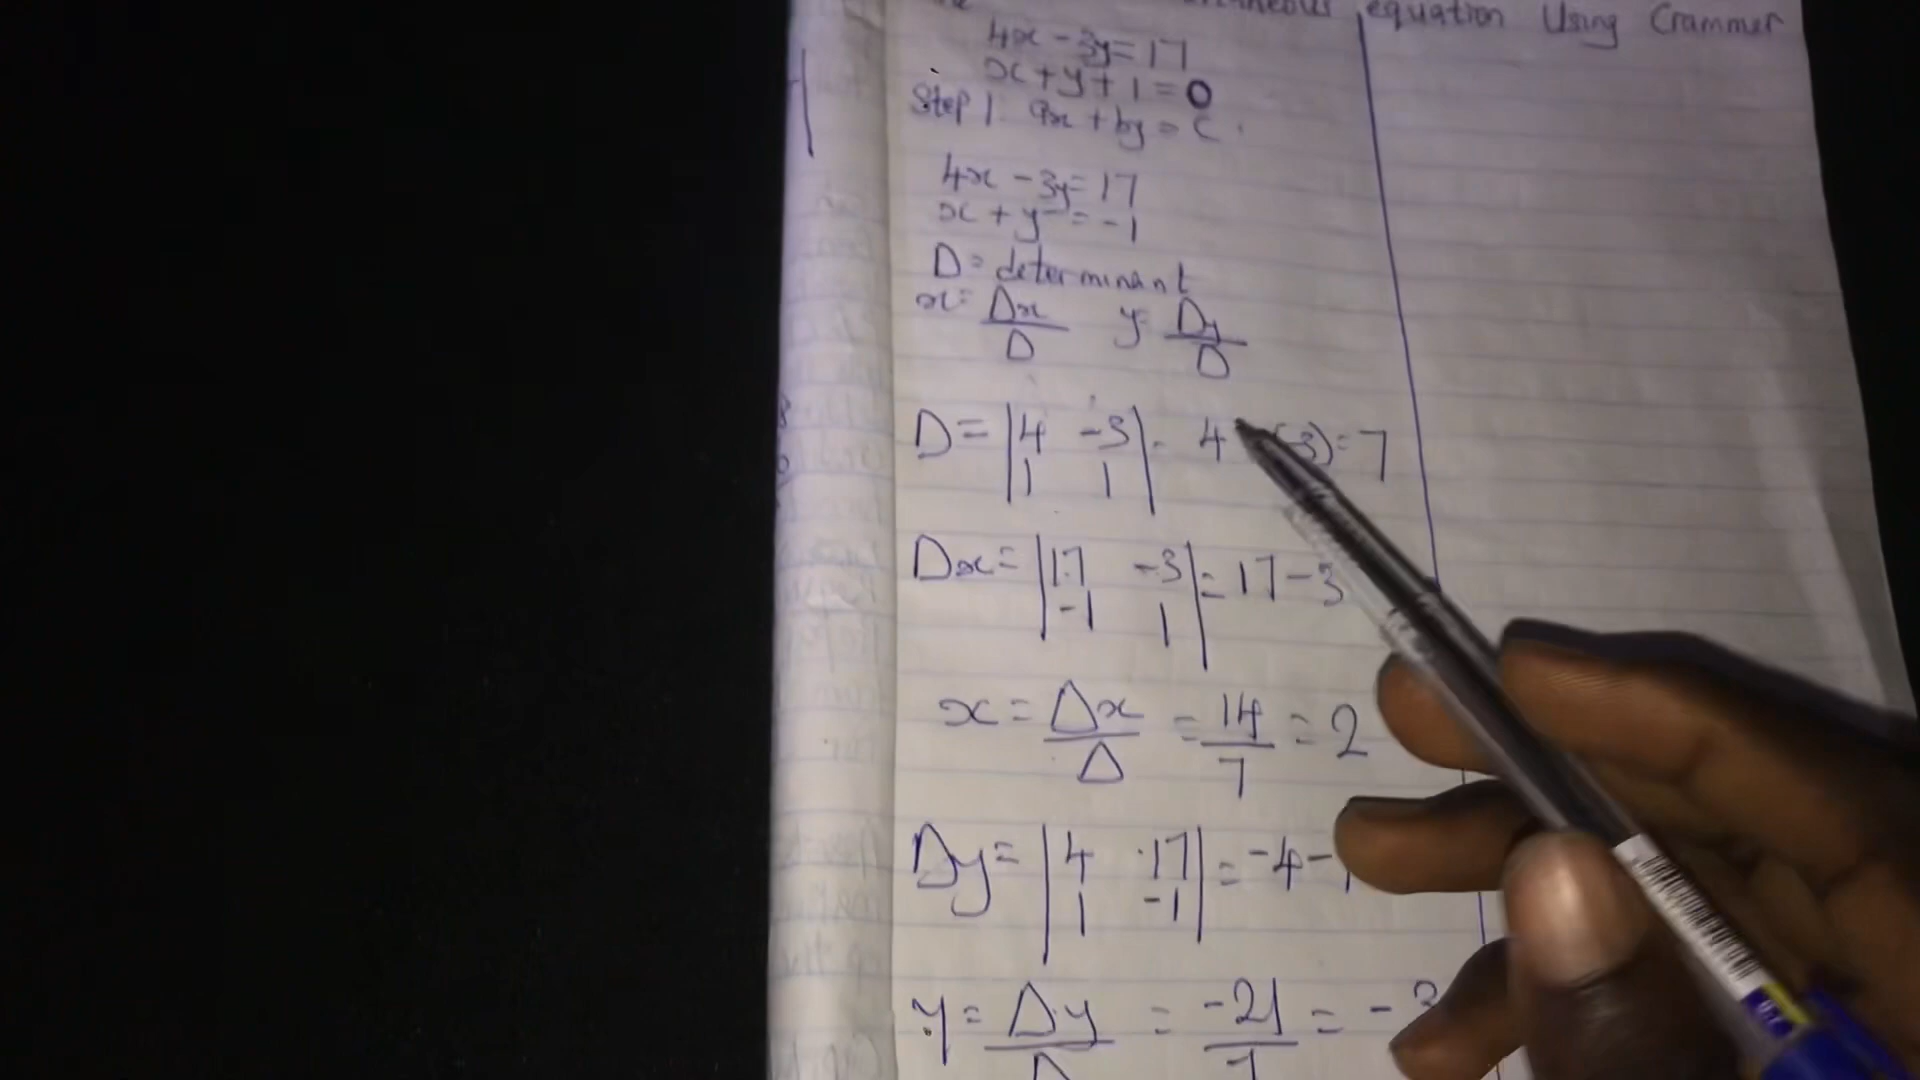 equation Using Crammer
4x - 3y = 17
x + y + 1 = 0
Step 1 ax + by = c
4x - 3y = 17
x + y = -1
D = determinant
x = Dx/D y = Dy/D
D = |4 -3| = 4 (-3) = 7
|1 1|
Dx = |17 -3| = 17 - 3
|-1 1|
x = Δx/Δ = 14/7 = 2
Dy = |4 17| = -4 -
|1 -1|
y = Δy/Δ = -21/7 = -3